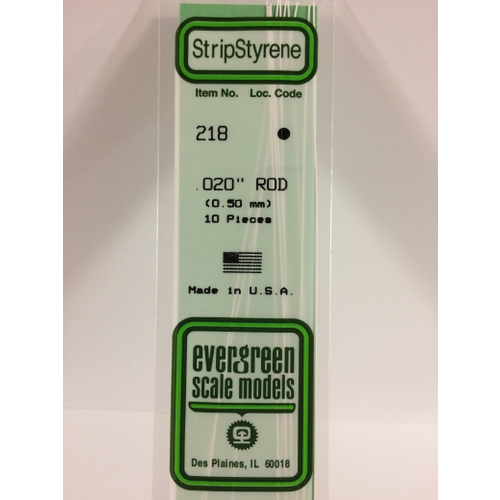 StripStyrene
Item No. Loc. Code
218
.020" ROD
(0.50 mm)
10 Pieces
Made in U.S.A.
evergreen
scale models
Des Plaines, IL 60018